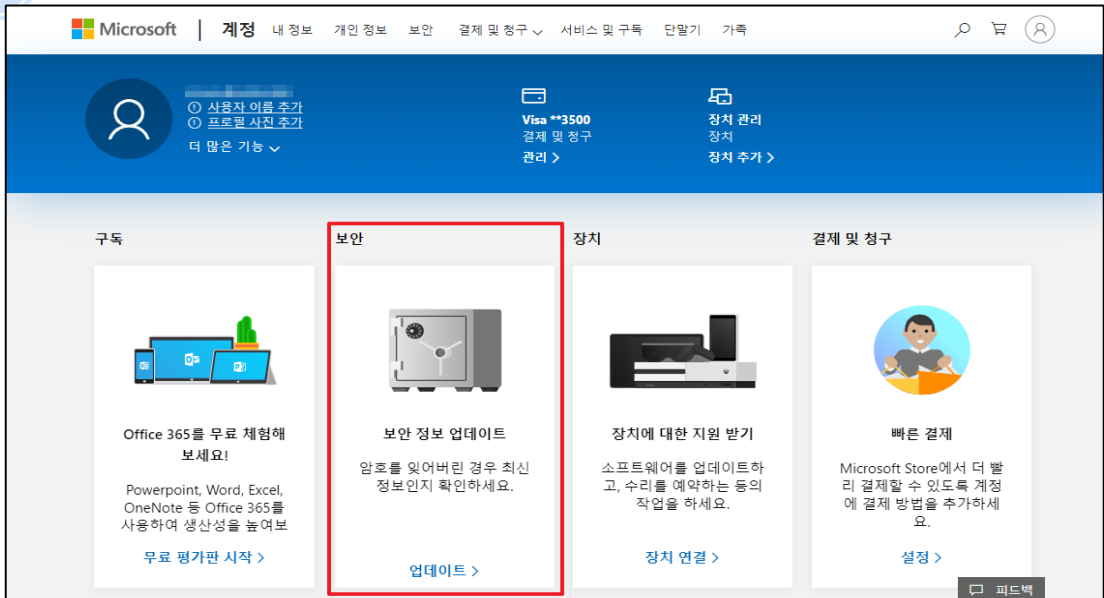 Microsoft | 계정 내 정보 개인 정보 보안 결제 및 청구 서비스 및 구독 단말기 가족
사용자 이름 추가
프로필 사진 추가
더 많은 기능
Visa **3500
결제 및 청구
관리 >
장치 관리
장치
장치 추가 >
구독
보안
장치
결제 및 청구
Office 365를 무료 체험해
보세요!
Powerpoint, Word, Excel,
OneNote 등 Office 365를
사용하여 생산성을 높여보
무료 평가판 시작 >
보안 정보 업데이트
암호를 잊어버린 경우 최신
정보인지 확인하세요.
업데이트 >
장치에 대한 지원 받기
소프트웨어를 업데이트하
고, 수리를 예약하는 등의
작업을 하세요.
장치 연결 >
빠른 결제
Microsoft Store에서 더 빨
리 결제할 수 있도록 계정
에 결제 방법을 추가하세
요.
설정 >
피드백